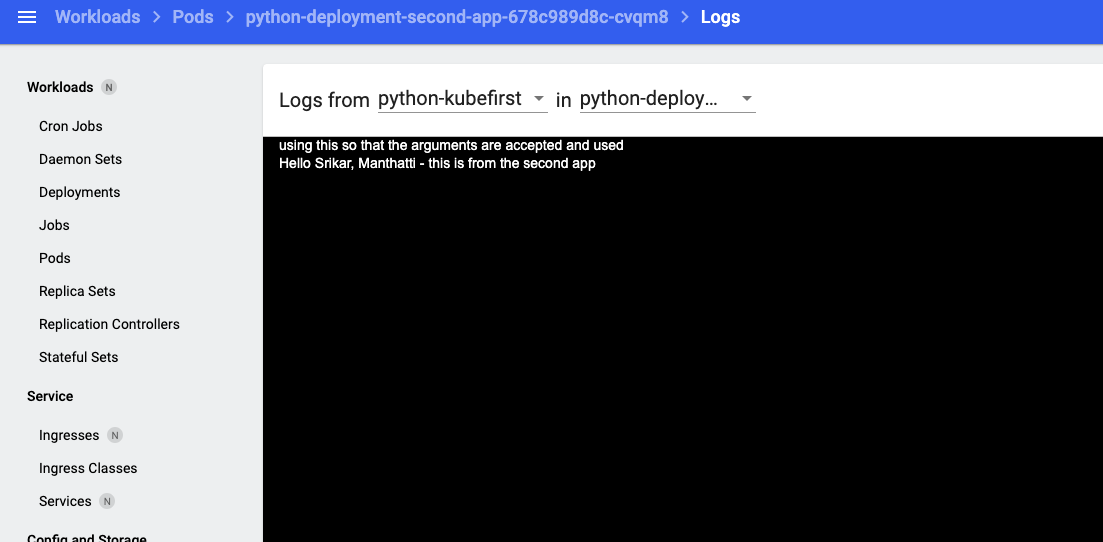 Workloads > Pods > python-deployment-second-app-678c989d8c-cvqm8 > Logs
Workloads N
Cron Jobs
Daemon Sets
Deployments
Jobs
Pods
Replica Sets
Replication Controllers
Stateful Sets
Service
Ingresses N
Ingress Classes
Services N
Config and Storage
Logs from python-kubefirst in python-deploy...
using this so that the arguments are accepted and used
Hello Srikar, Manthatti - this is from the second app